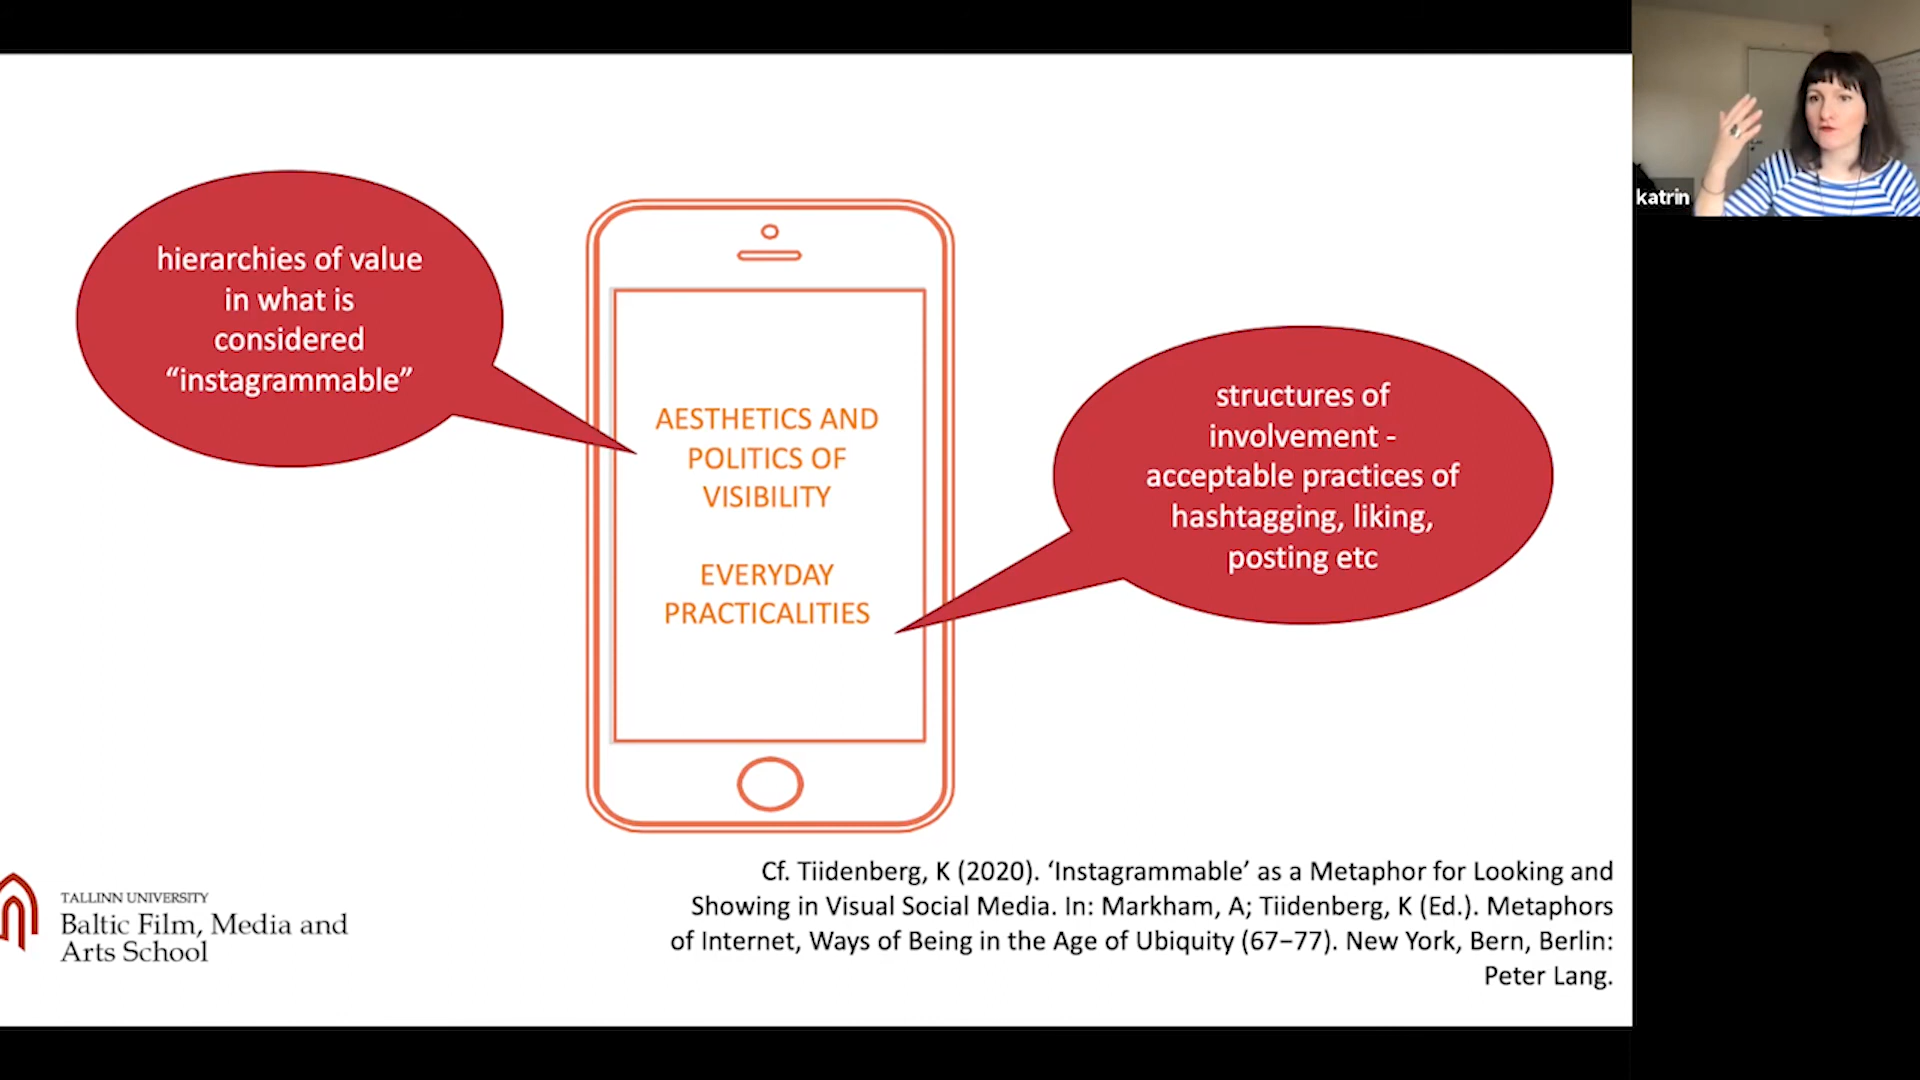 hierarchies of value
in what is
considered
“instagrammable”
AESTHETICS AND
POLITICS OF
VISIBILITY
EVERYDAY
PRACTICALITIES
structures of
involvement -
acceptable practices of
hashtagging, liking,
posting etc
katrin
Cf. Tiidenberg, K (2020). ‘Instagrammable’ as a Metaphor for Looking and
Showing in Visual Social Media. In: Markham, A; Tiidenberg, K (Ed.). Metaphors
of Internet, Ways of Being in the Age of Ubiquity (67−77). New York, Bern, Berlin:
Peter Lang.
TALLINN UNIVERSITY
Baltic Film, Media and
Arts School